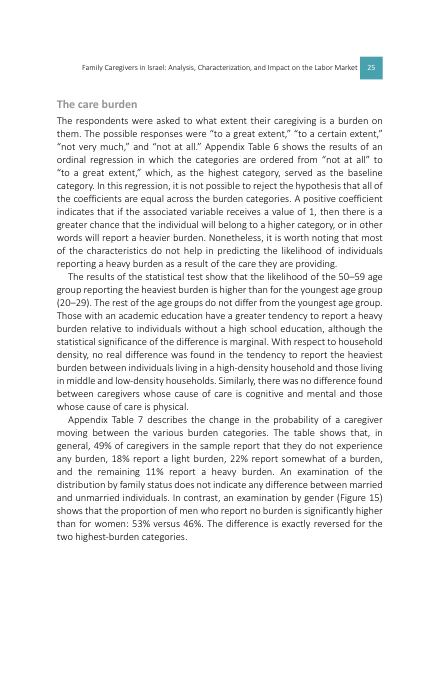 Family Caregivers in Israel: Analysis, Characterization, and Impact on the Labor Market 25
The care burden
The respondents were asked to what extent their caregiving is a burden on
them. The possible responses were “to a great extent,” “to a certain extent,”
“not very much,” and “not at all.” Appendix Table 6 shows the results of an
ordinal regression in which the categories are ordered from “not at all” to
“to a great extent,” which, as the highest category, served as the baseline
category. In this regression, it is not possible to reject the hypothesis that all of
the coefficients are equal across the burden categories. A positive coefficient
indicates that if the associated variable receives a value of 1, then there is a
greater chance that the individual will belong to a higher category, or in other
words will report a heavier burden. Nonetheless, it is worth noting that most
of the characteristics do not help in predicting the likelihood of individuals
reporting a heavy burden as a result of the care they are providing.
The results of the statistical test show that the likelihood of the 50–59 age
group reporting the heaviest burden is higher than for the youngest age group
(20–29). The rest of the age groups do not differ from the youngest age group.
Those with an academic education have a greater tendency to report a heavy
burden relative to individuals without a high school education, although the
statistical significance of the difference is marginal. With respect to household
density, no real difference was found in the tendency to report the heaviest
burden between individuals living in a high-density household and those living
in middle and low-density households. Similarly, there was no difference found
between caregivers whose cause of care is cognitive and mental and those
whose cause of care is physical.
Appendix Table 7 describes the change in the probability of a caregiver
moving between the various burden categories. The table shows that, in
general, 49% of caregivers in the sample report that they do not experience
any burden, 18% report a light burden, 22% report somewhat of a burden,
and the remaining 11% report a heavy burden. An examination of the
distribution by family status does not indicate any difference between married
and unmarried individuals. In contrast, an examination by gender (Figure 15)
shows that the proportion of men who report no burden is significantly higher
than for women: 53% versus 46%. The difference is exactly reversed for the
two highest-burden categories.